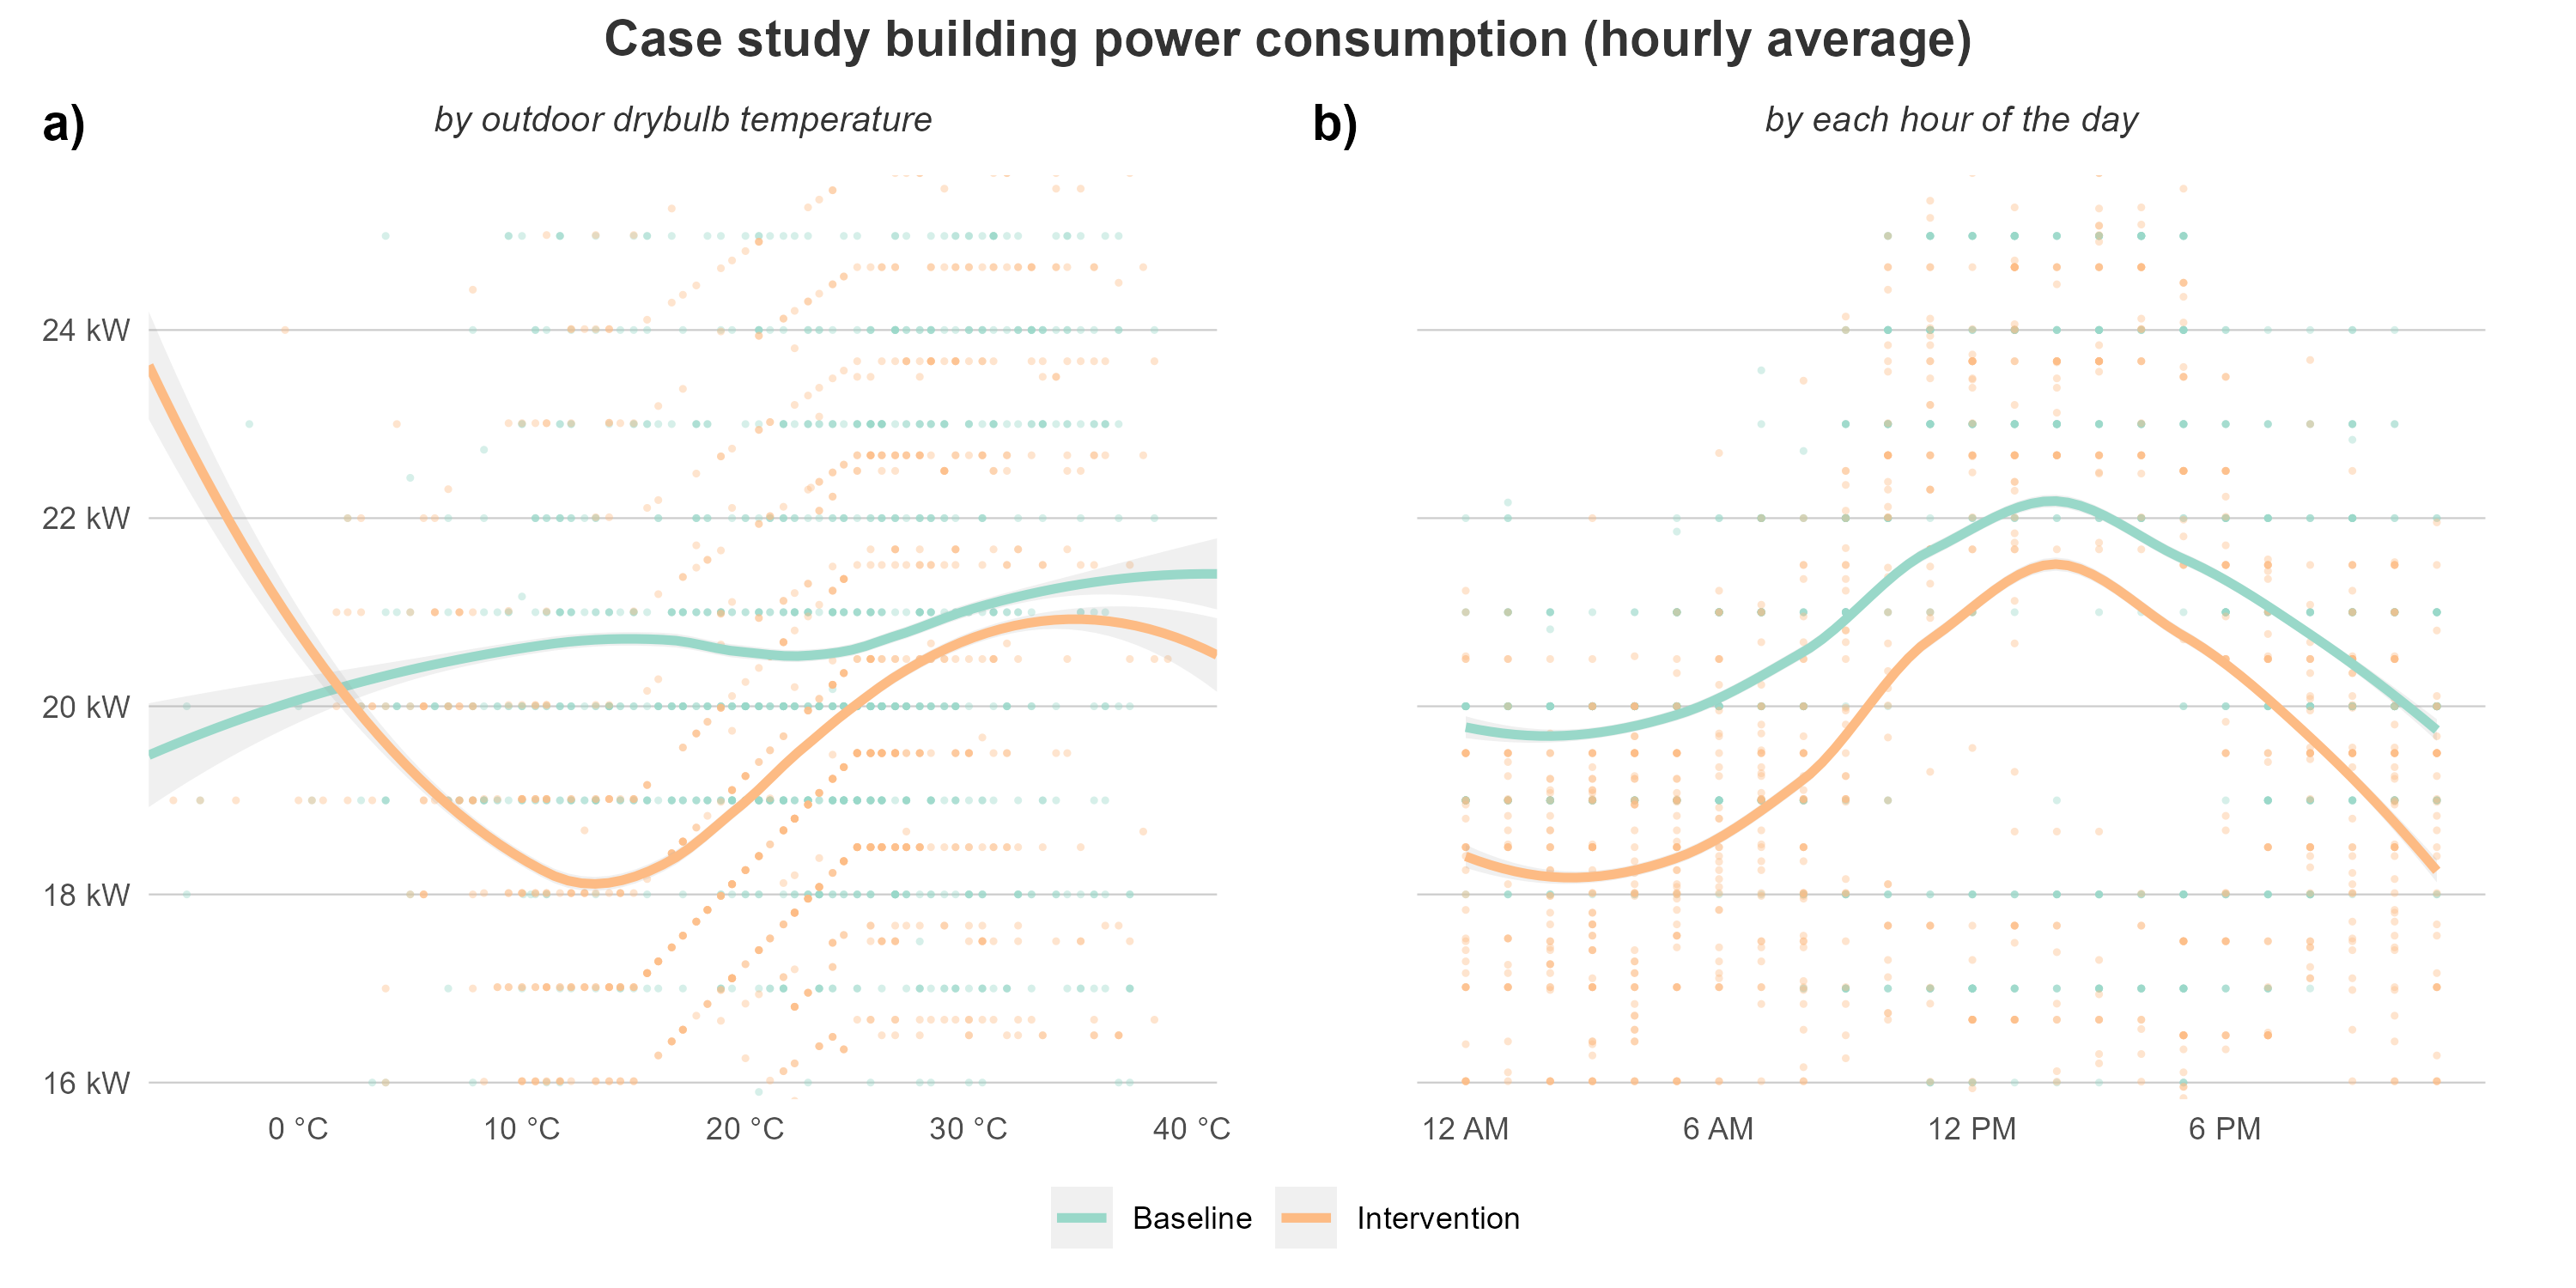 Case study building power consumption (hourly average)
a)
by outdoor drybulb temperature
b)
by each hour of the day
24 kW
22 kW
20 kW
18 kW
16 kW
0 °C 10 °C 20 °C 30 °C 40 °C
12 AM 6 AM 12 PM 6 PM
Baseline Intervention